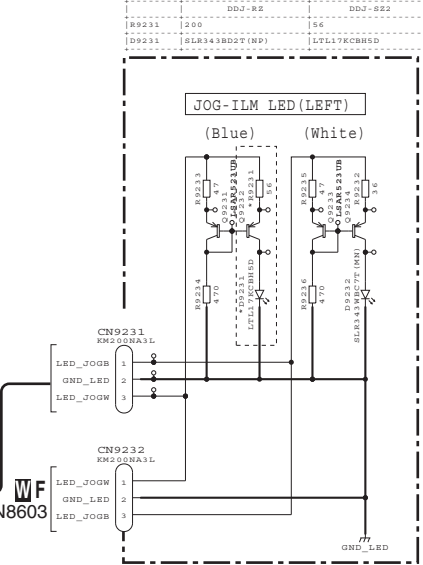 DDJ-RZ DDJ-SZ2
R9231 200 56
D9231 SLR343BD2T(NP) LTL17KCBH5D
JOG-ILM LED(LEFT)
(Blue) (White)
R9233 47
Q9231
Q9232
LSAR523UB
*R9231 56
R9235 47
Q9233
Q9234
LSAR523UB
R9232 36
R9234 470
*D9231
LTL17KCBH5D
R9236 470
D9232
SLR343WBC7T(MN)
CN9231
KM200NA3L
LED_JOGB 1
GND_LED 2
LED_JOGW 3
CN9232
KM200NA3L
LED_JOGW 1
GND_LED 2
LED_JOGB 3
W F
N8603
GND_LED